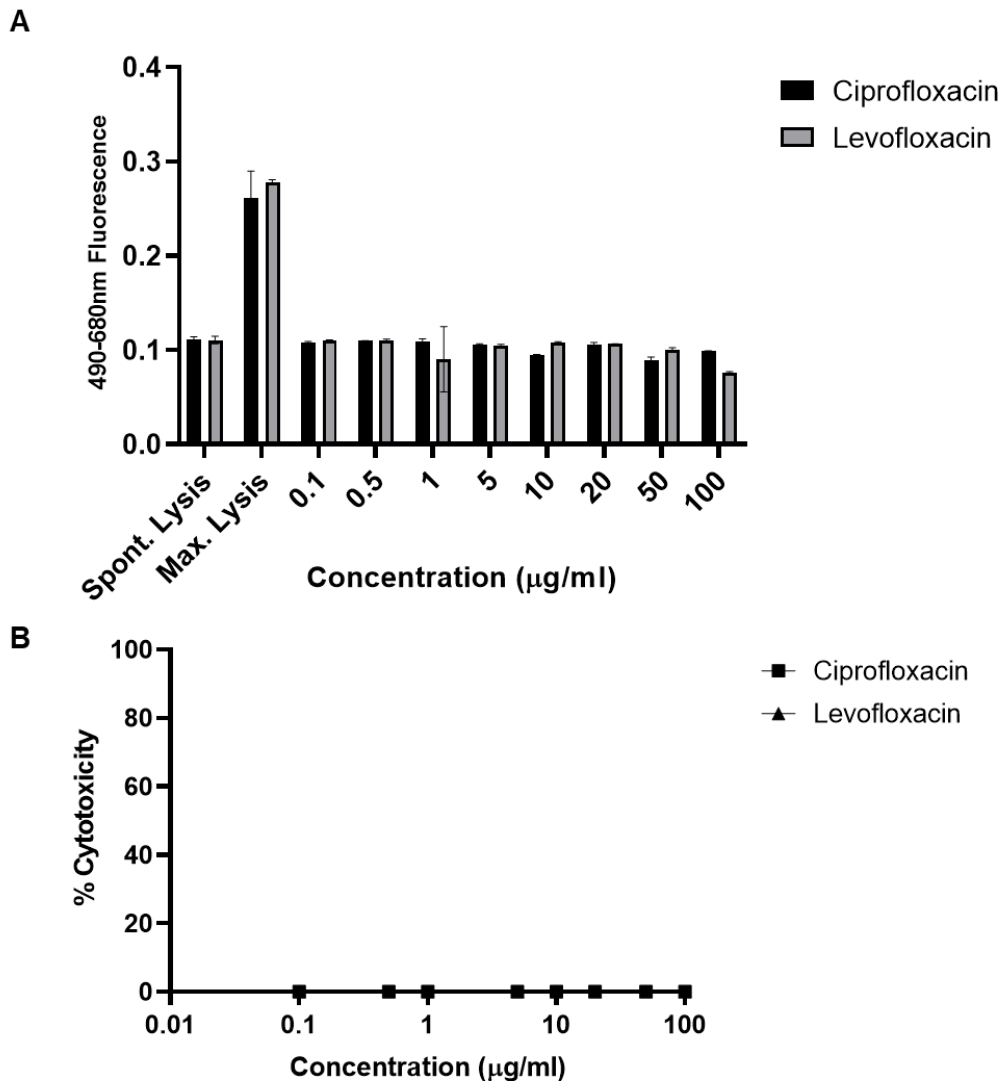 A
0.4
0.3
0.2
0.1
0.0
490-680nm Fluorescence
Ciprofloxacin
Levofloxacin
Spont. Lysis
Max. Lysis
0.1
0.5
1
5
10
20
50
100
Concentration (μg/ml)
B
100
80
60
40
20
0
% Cytotoxicity
Ciprofloxacin
Levofloxacin
0.01
0.1
1
10
100
Concentration (μg/ml)